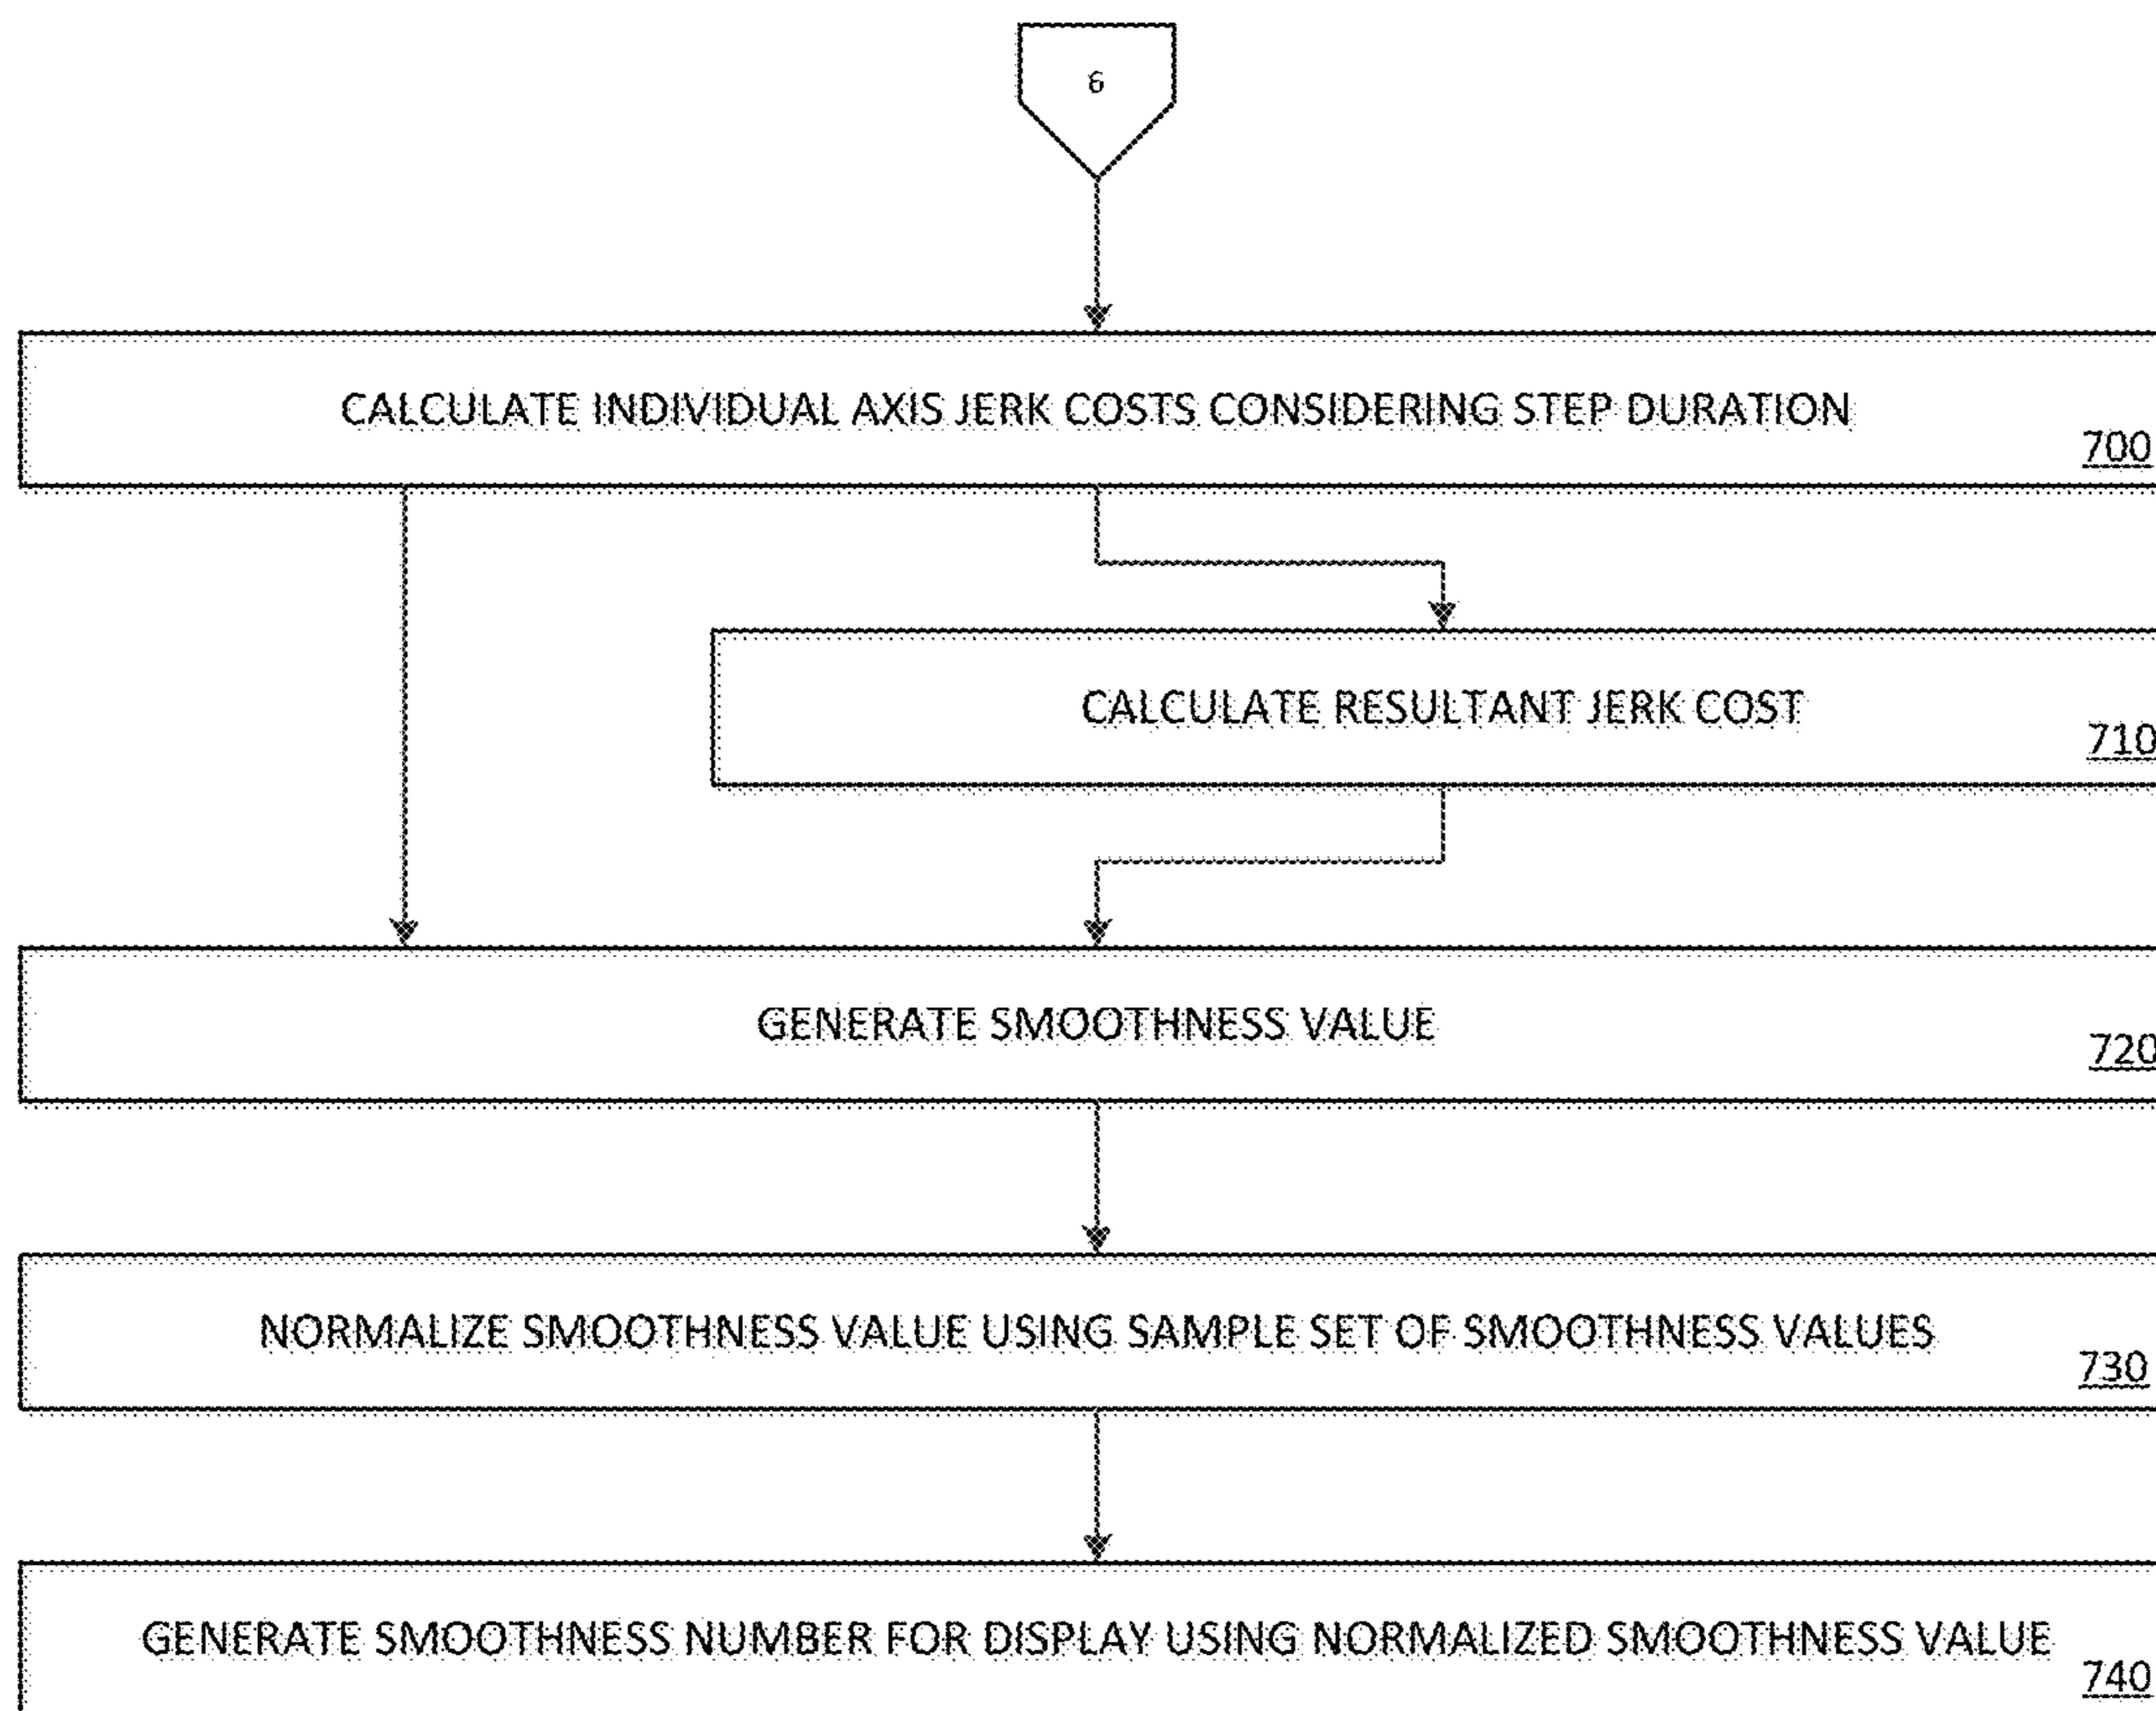 6
CALCULATE INDIVIDUAL AXIS JERK COSTS CONSIDERING STEP DURATION
700
CALCULATE RESULTANT JERK COST
710
GENERATE SMOOTHNESS VALUE
720
NORMALIZE SMOOTHNESS VALUE USING SAMPLE SET OF SMOOTHNESS VALUES
730
GENERATE SMOOTHNESS NUMBER FOR DISPLAY USING NORMALIZED SMOOTHNESS VALUE
740